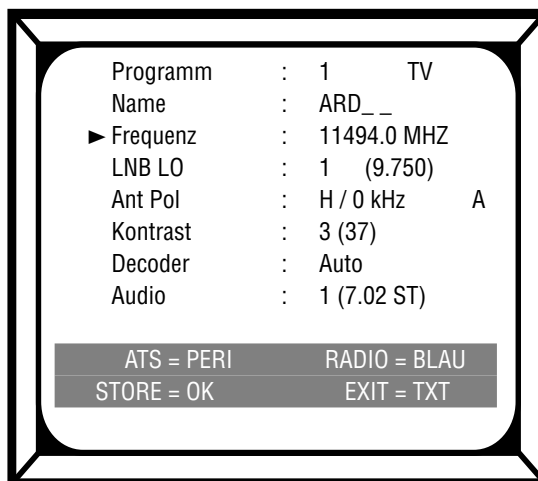 Programm : 1 TV
Name : ARD_ _
► Frequenz : 11494.0 MHZ
LNB LO : 1 (9.750)
Ant Pol : H / 0 kHz A
Kontrast : 3 (37)
Decoder : Auto
Audio : 1 (7.02 ST)
ATS = PERI RADIO = BLAU
STORE = OK EXIT = TXT